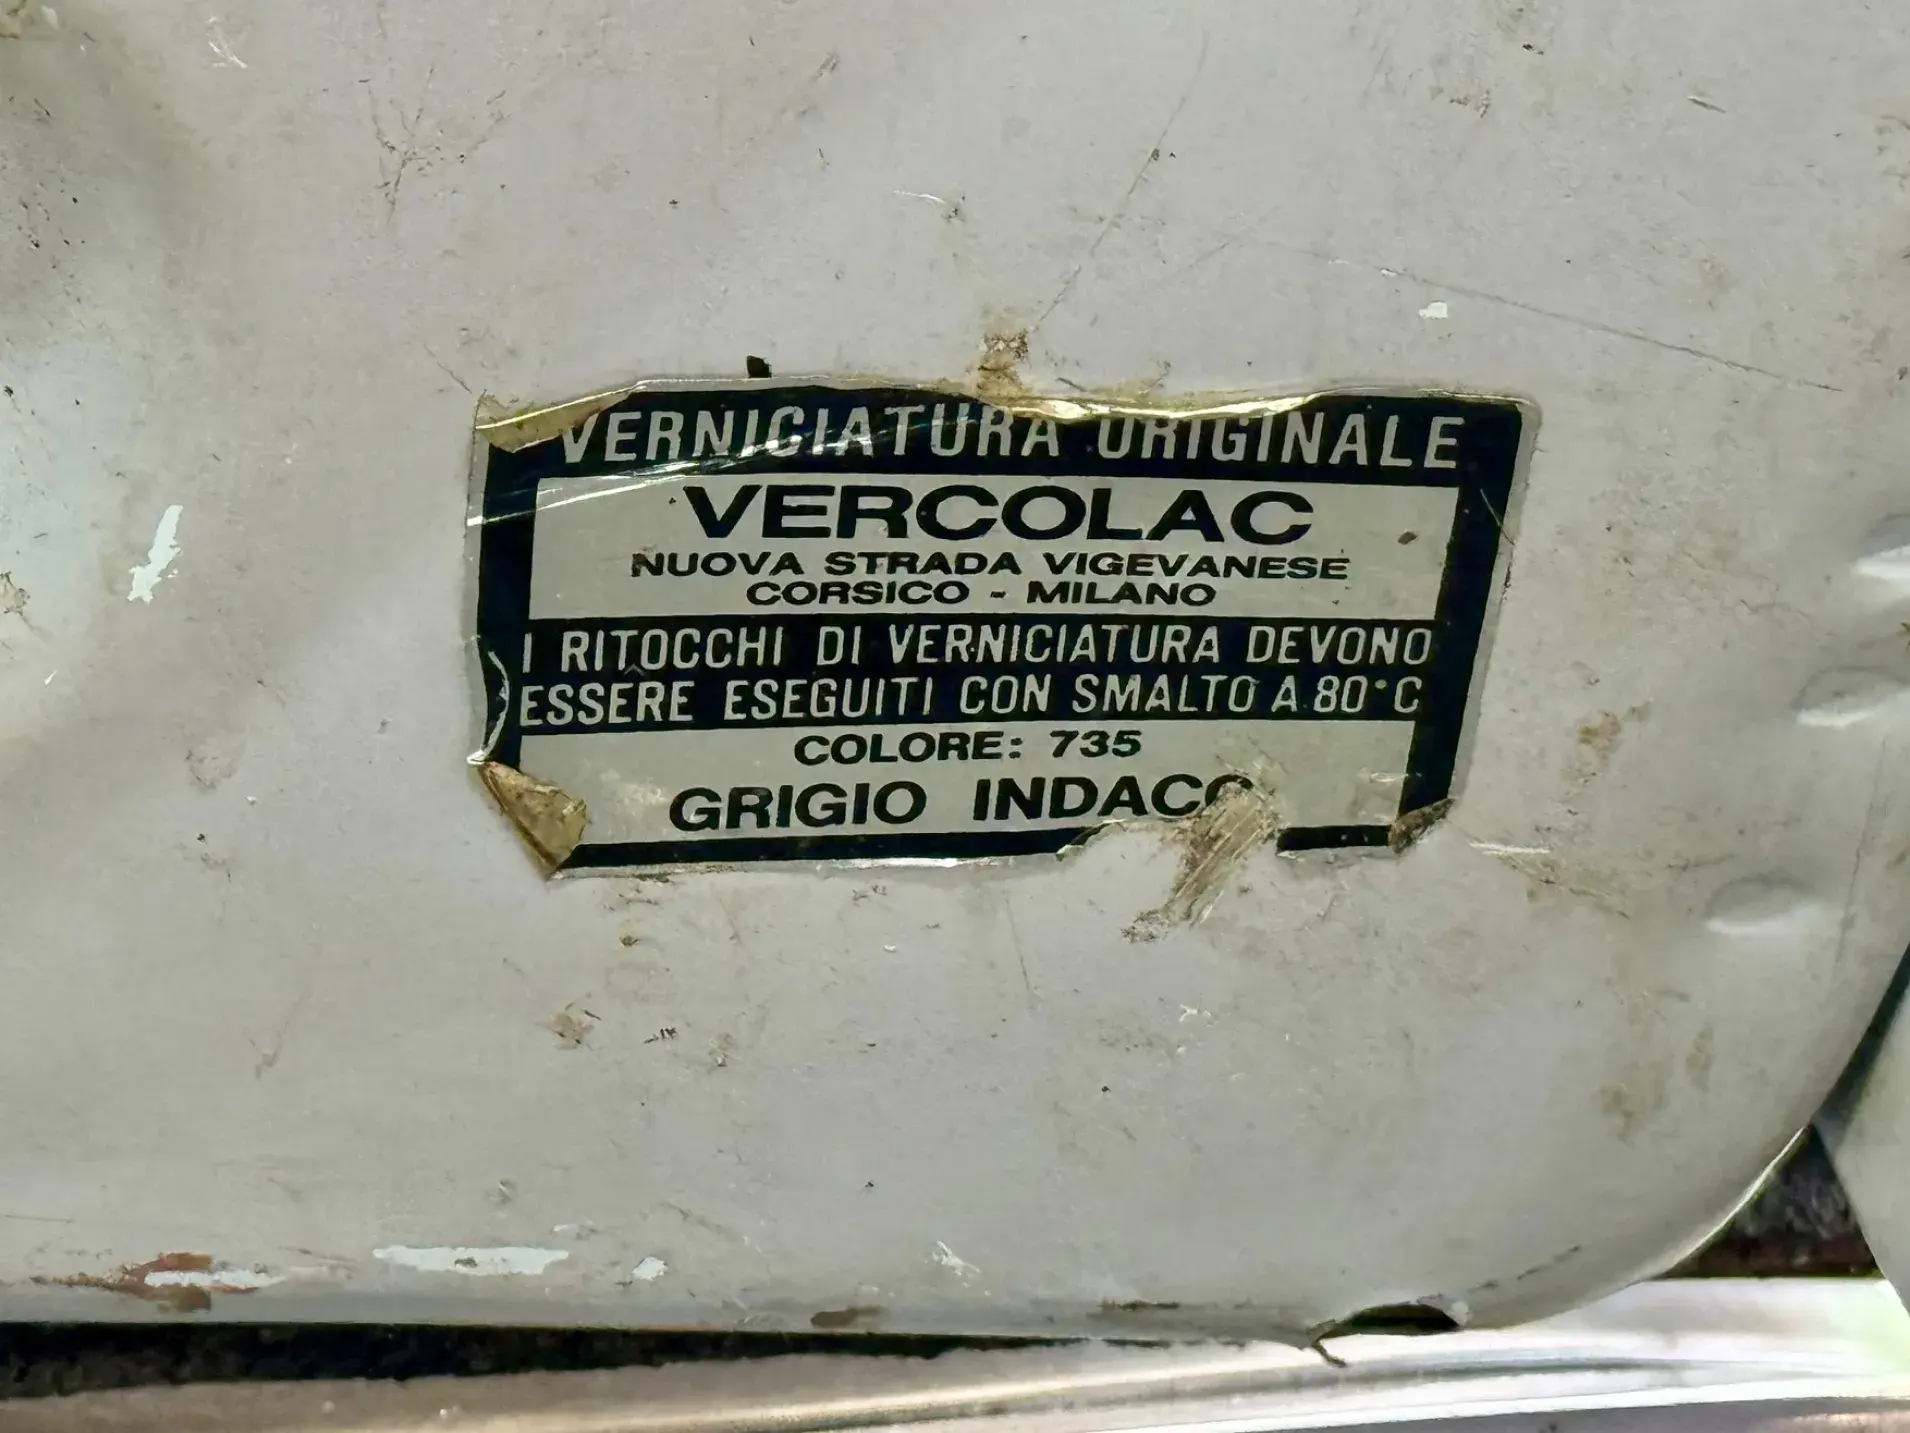 VERNICIATURA ORIGINALE
VERCOLAC
NUOVA STRADA VIGEVANESE
CORSICO - MILANO
I RITOCCHI DI VERNICIATURA DEVONO
ESSERE ESEGUITI CON SMALTO A 80°C
COLORE: 735
GRIGIO INDACO